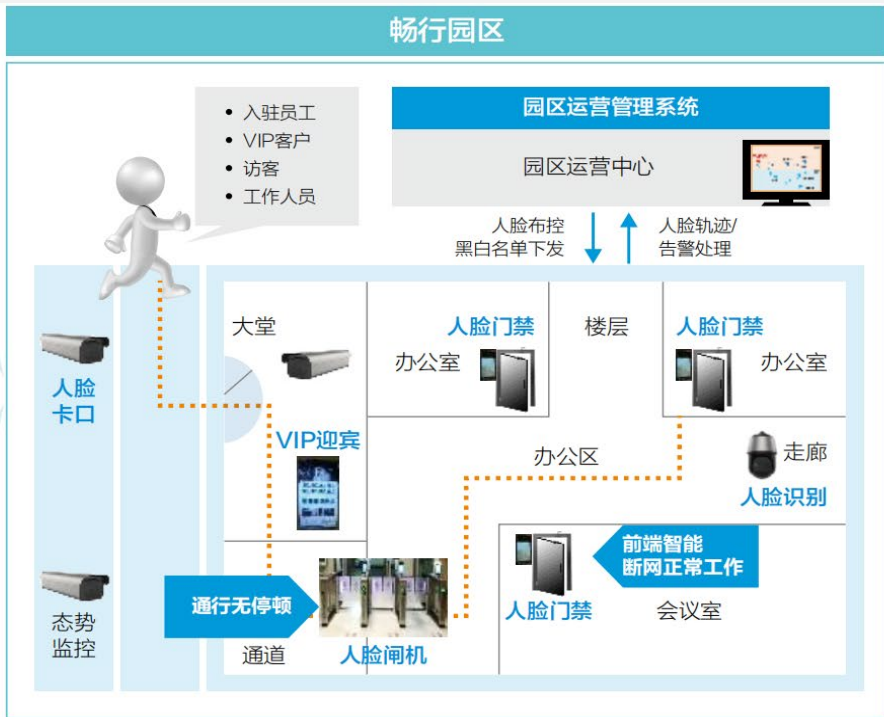 畅行园区
入驻员工
VIP客户
访客
工作人员
园区运营管理系统
园区运营中心
人脸布控
黑白名单下发
人脸轨迹/
告警处理
大堂
人脸门禁
办公室
楼层
人脸门禁
办公室
人脸
卡口
VIP迎宾
办公区
走廊
人脸识别
前端智能
断网正常工作
人脸门禁
会议室
通行无停顿
人脸闸机
通道
态势
监控